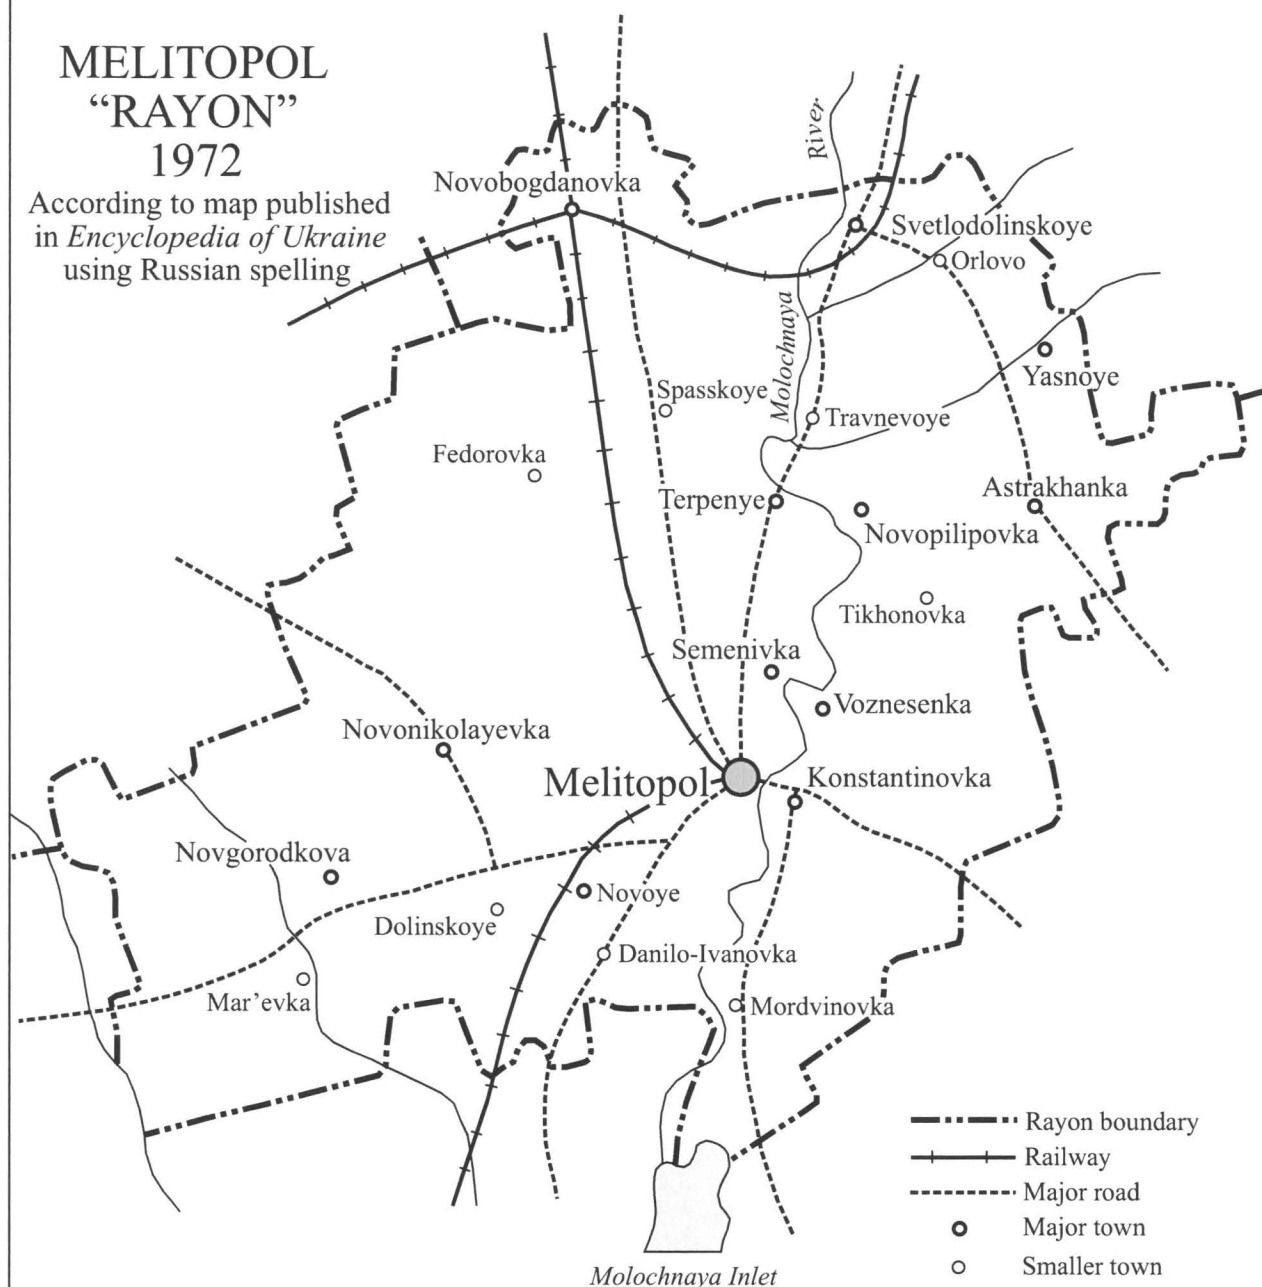 MELITOPOL
“RAYON”
1972
According to map published
in Encyclopedia of Ukraine
using Russian spelling
Novobogdanovka
River
Svetlodolinskoye
Orlovo
Molochnaya
Yasnoye
Spasskoye
Travnevoye
Fedorovka
Terpenye
Astrakhanka
Novopilipovka
Tikhonovka
Semenivka
Voznesenka
Novonikolayevka
Melitopol
Konstantinovka
Novgorodkova
Novoye
Dolinskoye
Danilo-Ivanovka
Mar’evka
Mordvinovka
Rayon boundary
Railway
Major road
Major town
Smaller town
Molochnaya Inlet